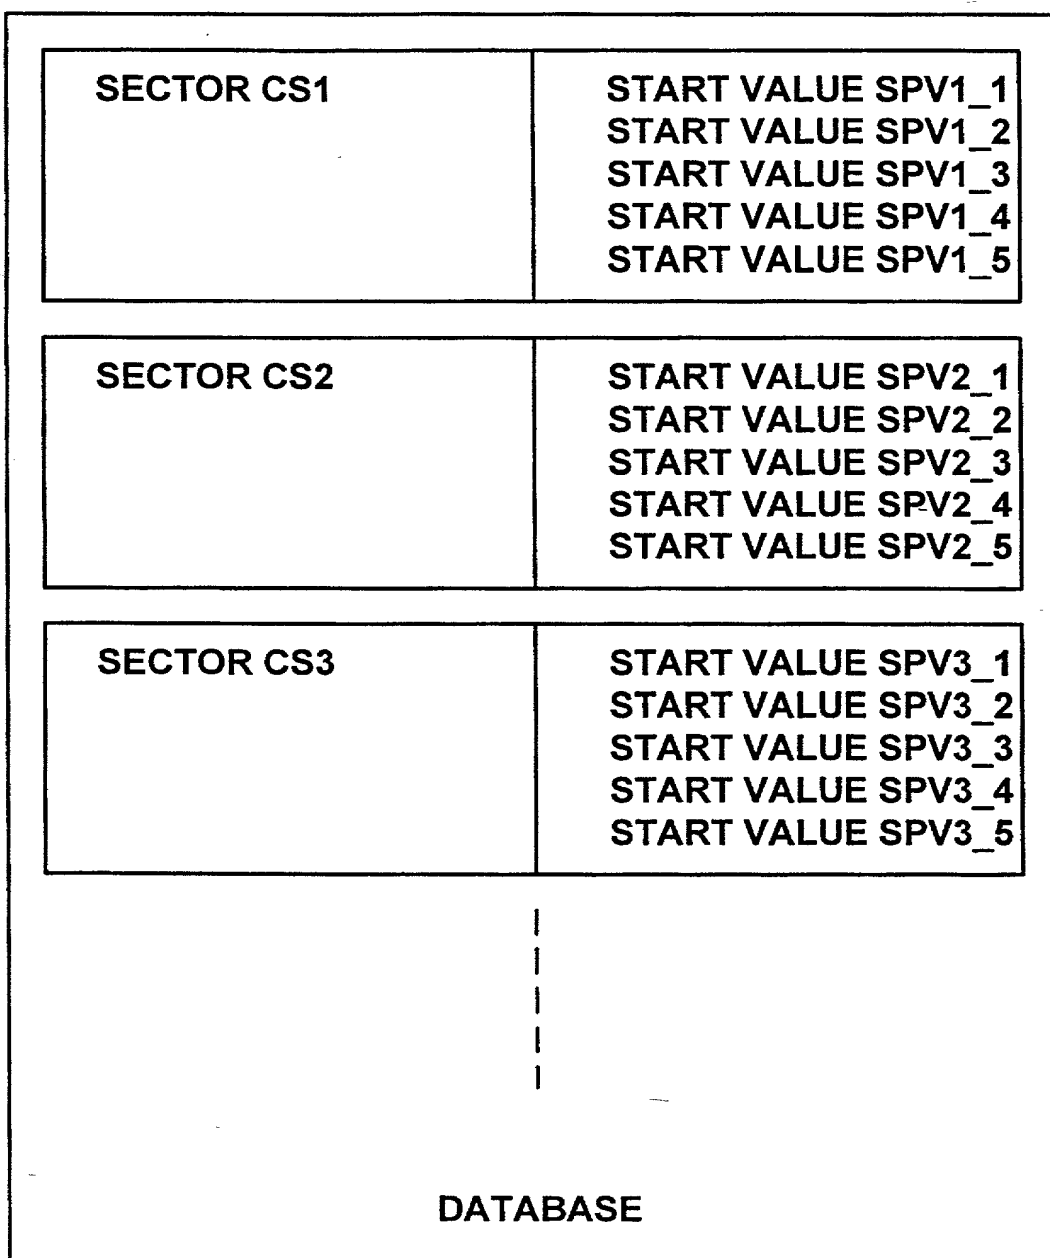 SECTOR CS1
START VALUE SPV1_1
START VALUE SPV1_2
START VALUE SPV1_3
START VALUE SPV1_4
START VALUE SPV1_5
SECTOR CS2
START VALUE SPV2_1
START VALUE SPV2_2
START VALUE SPV2_3
START VALUE SPV2_4
START VALUE SPV2_5
SECTOR CS3
START VALUE SPV3_1
START VALUE SPV3_2
START VALUE SPV3_3
START VALUE SPV3_4
START VALUE SPV3_5
DATABASE